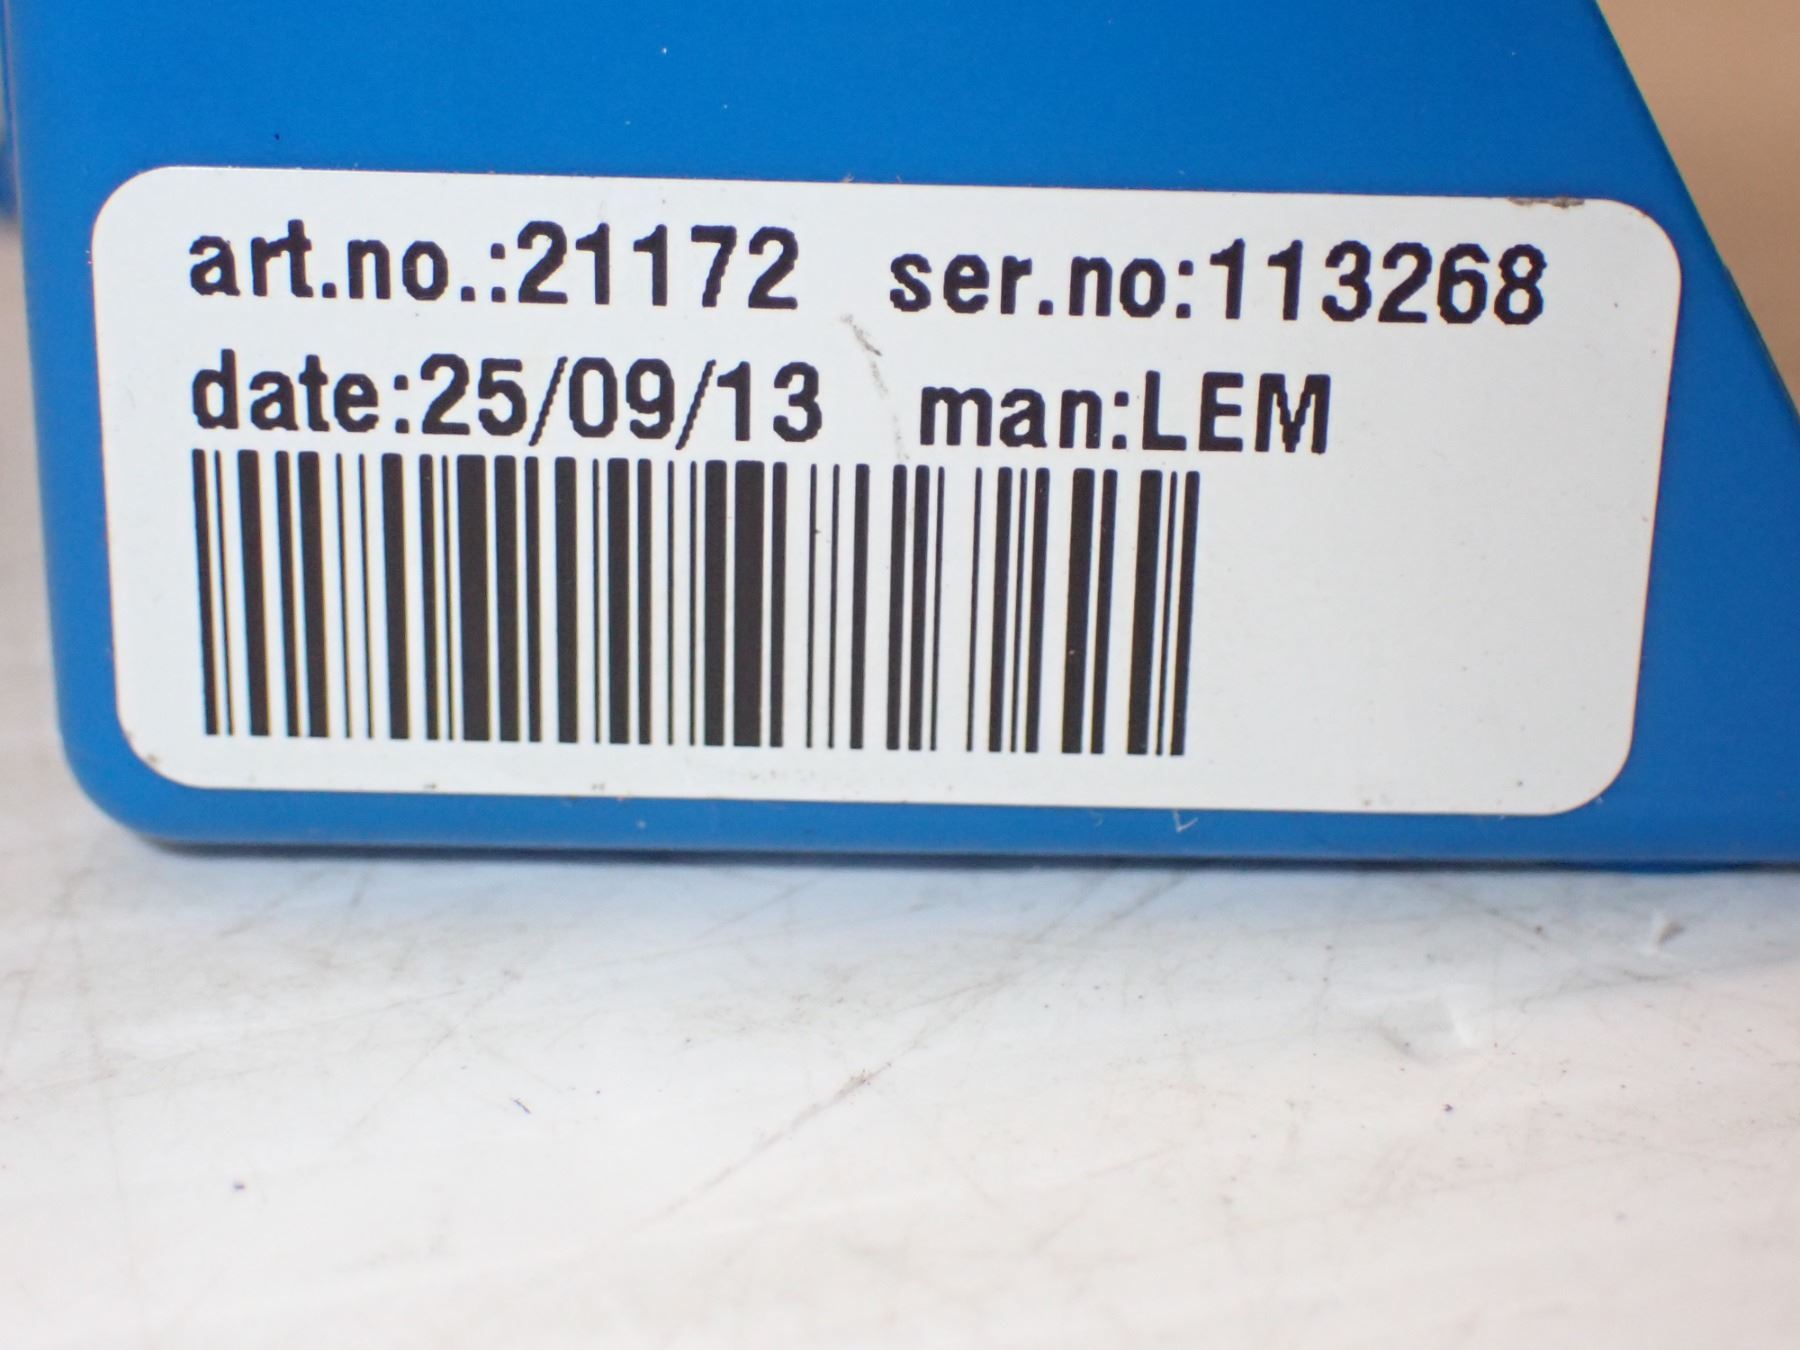 art.no.:21172 ser.no:113268
date:25/09/13 man:LEM